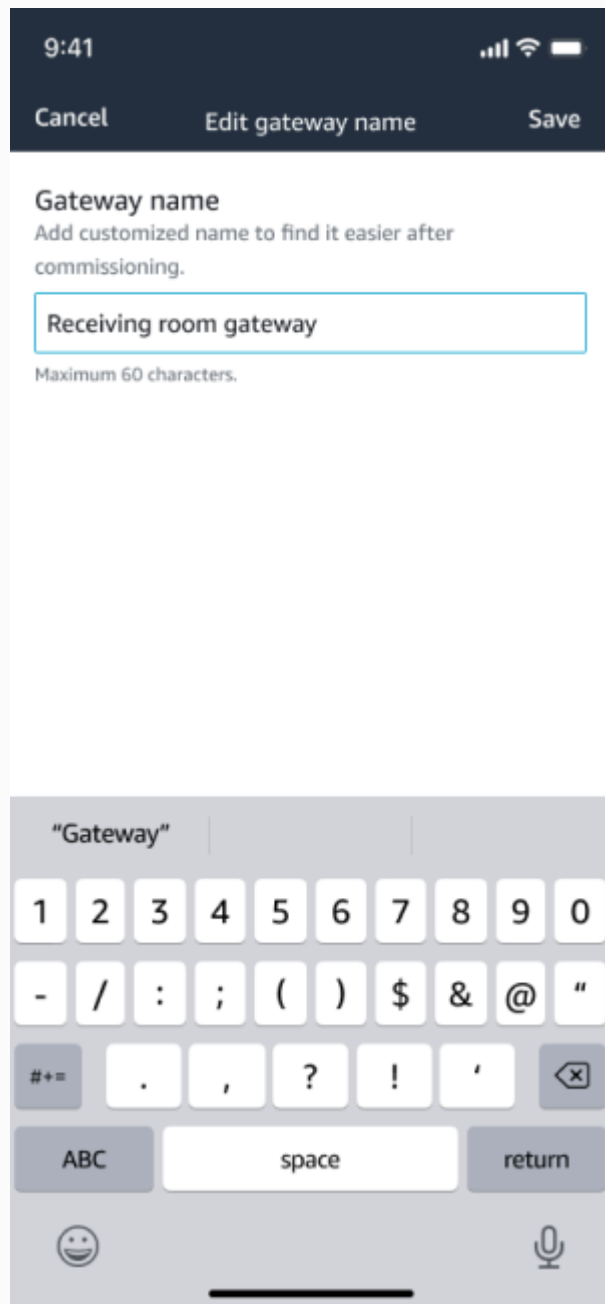 9:41
Cancel Edit gateway name Save
Gateway name
Add customized name to find it easier after
commissioning.
Receiving room gateway
Maximum 60 characters.
“Gateway”
1 2 3 4 5 6 7 8 9 0
- / : ; ( ) $ & @ “
#+= . , ? ! ‘
ABC space return